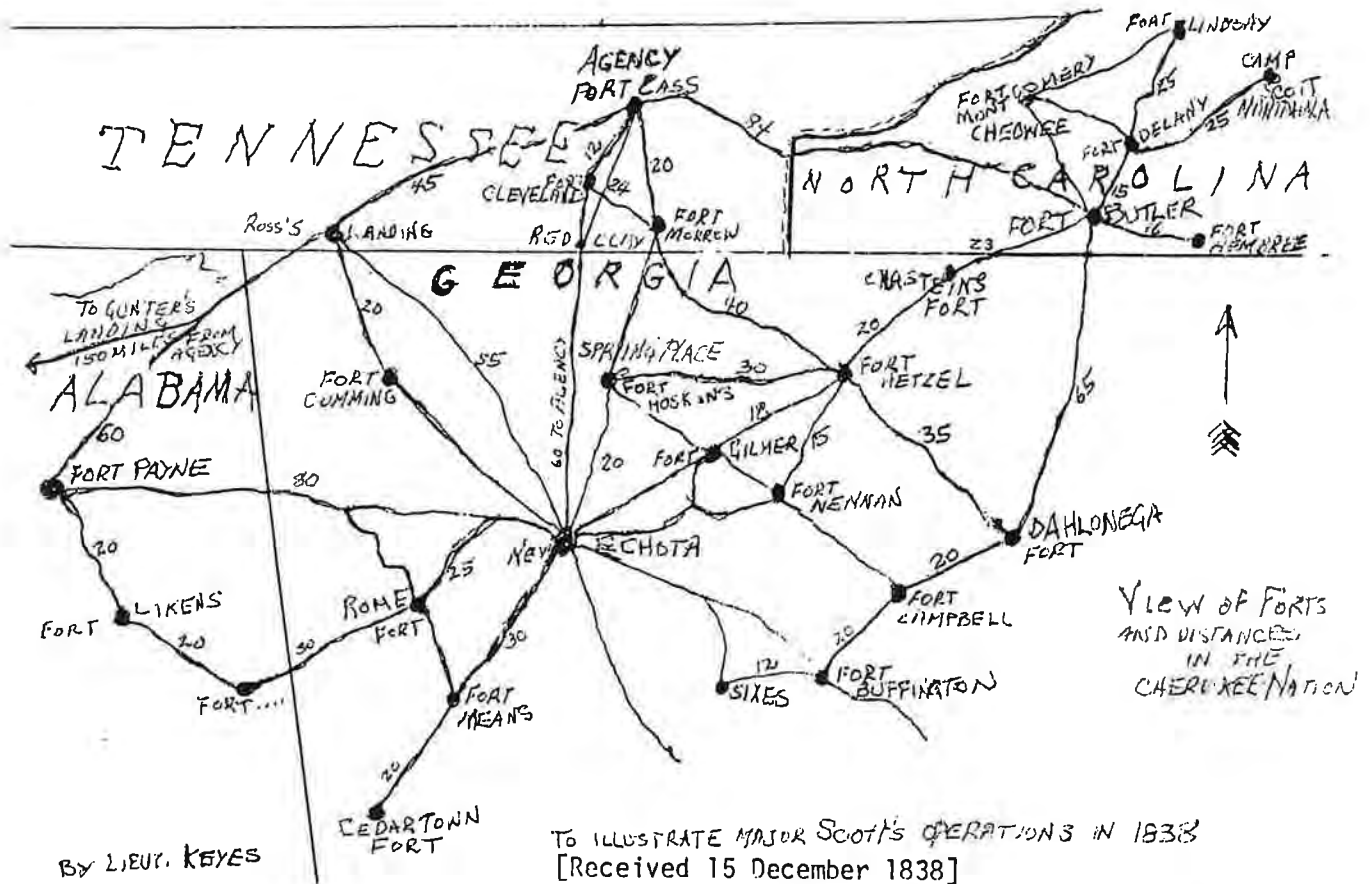 FORT LINDSAY
AGENCY
FORT CASS
CAMP
SCOTT
FORT
MONTGOMERY
CHEOWEE
25
DELANY
FORT
25
TENNESSEE
12
20
94
45
FORT
CLEVELAND
24
NORTH CAROLINA
15
FORT BUTLER
16
FORT
HEMBREE
ROSS'S LANDING
RED CLAY
FORT
MORROW
23
GEORGIA
CHASTEINS
FORT
TO GUNTER'S
LANDING
150 MILES FROM
AGENCY
20
55
60 TO AGENCY
40
20
65
ALABAMA
FORT
CUMMING
SPRING PLACE
FORT
HOSKINS
30
FORT
HETZEL
60
18
FORT GILMER
15
35
FORT PAYNE
80
20
FORT
NENNAN
NEW ECHOTA
DAHLONEGA
FORT
20
25
20
FORT LIKENS
ROME
FORT
FORT
CAMPBELL
VIEW OF FORTS
AND DISTANCES
IN THE
CHEROKEE NATION
20
30
30
20
12
FORT....
FORT
MEANS
SIXES
FORT
BUFFINGTON
20
CEDARTOWN
FORT
BY LIEUT. KEYES
TO ILLUSTRATE MAJOR SCOTT'S OPERATIONS IN 1838
[Received 15 December 1838]